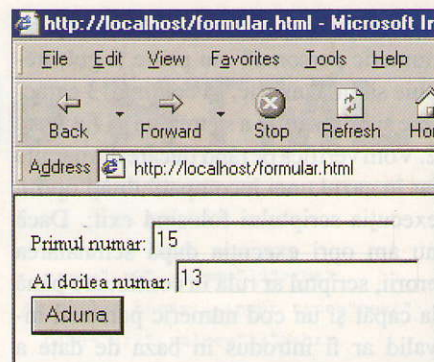 http://localhost/formular.html - Microsoft In
File Edit View Favorites Tools Help
Back Forward Stop Refresh Hom
Address http://localhost/formular.html
Primul numar: 15
Al doilea numar: 13
Aduna